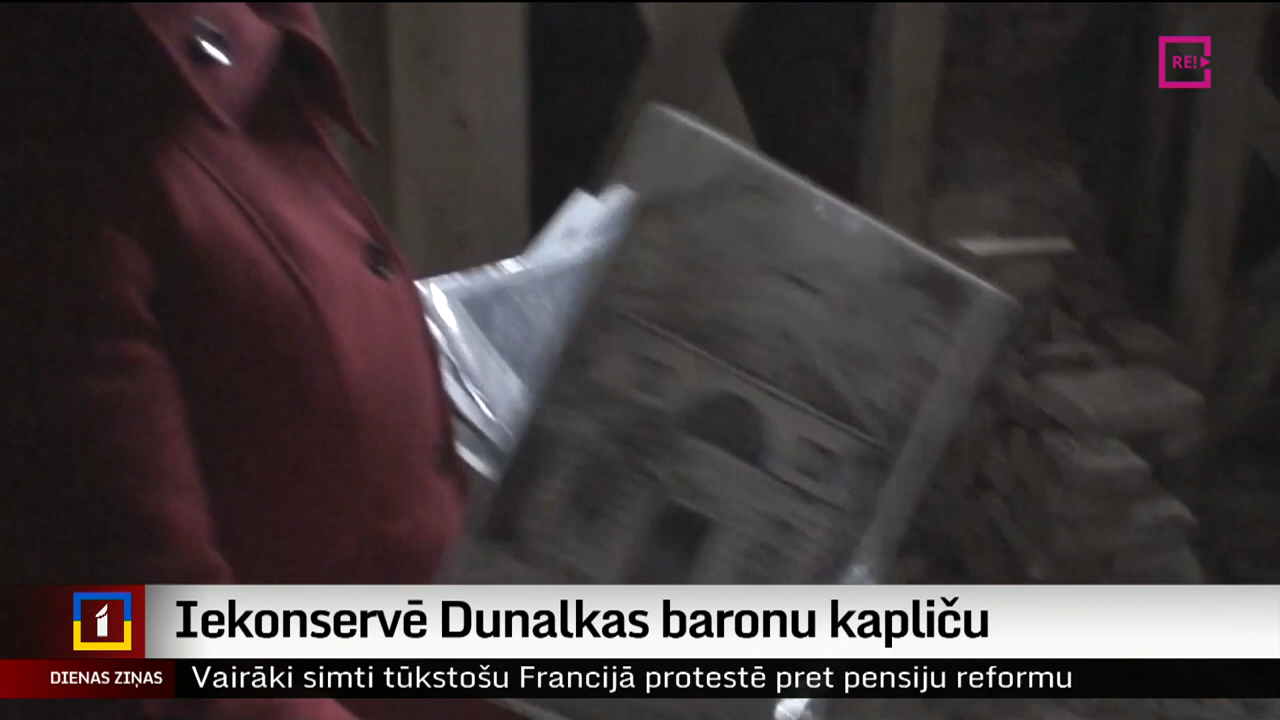 RE!
1
Iekonservē Dunalkas baronu kapliču
DIENAS ZIŅAS
Vairāki simti tūkstošu Francijā protestē pret pensiju reformu